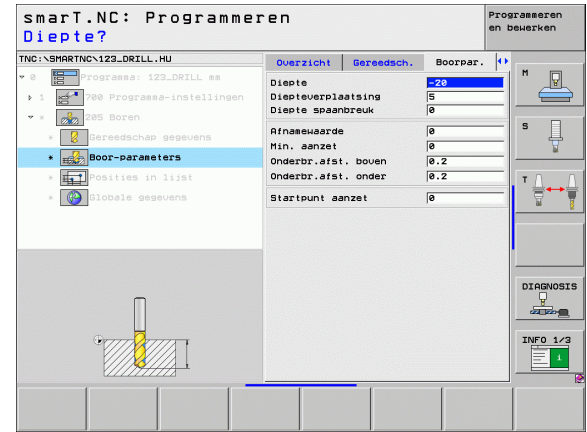 smarT.NC: Programmeren
Diepte?
Programmeren
en bewerken
TNC:\SMARTNC\123_DRILL.HU
0 Programma: 123_DRILL mm
1 700 Programma-instellingen
* 205 Boren
* Gereedschap gegevens
* Boor-parameters
* Posities in lijst
* Globale gegevens
Overzicht Gereedsch. Boorpar.
Diepte -20
Diepteverplaatsing 5
Diepte spaanbreuk 0
Afnamewaarde 0
Min. aanzet 0
Onderbr.afst. boven 0.2
Onderbr.afst. onder 0.2
Startpunt aanzet 0
M
S
T
DIAGNOSIS
INFO 1/3
i